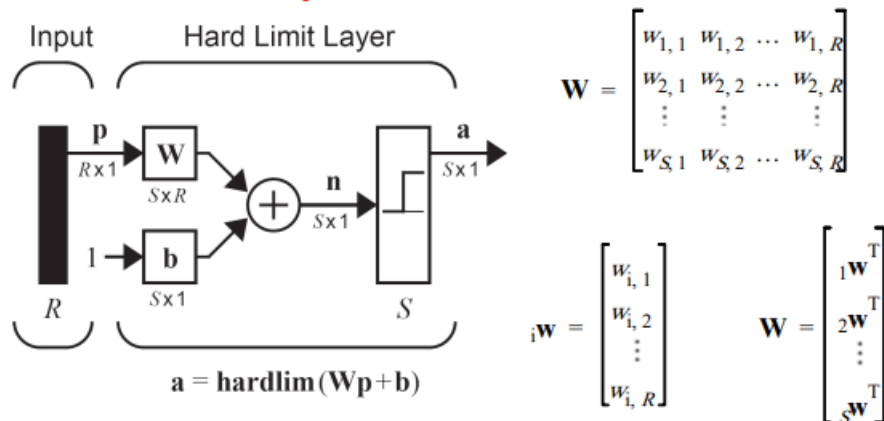 Input Hard Limit Layer
p
R x 1
W
S x R
1
b
S x 1
+
n
S x 1
a
S x 1
R S
a = hardlim(Wp + b)
W = [ w1, 1 w1, 2 … w1, R
w2, 1 w2, 2 … w2, R
⋮ ⋮ ⋮
wS, 1 wS, 2 … wS, R ]
iw = [ wi, 1
wi, 2
⋮
wi, R ]
W = [ 1wT
2wT
⋮
SwT ]